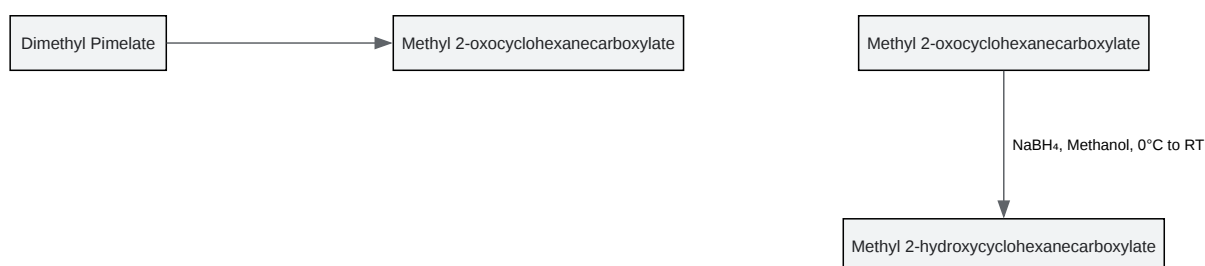 Dimethyl Pimelate
Methyl 2-oxocyclohexanecarboxylate
Methyl 2-oxocyclohexanecarboxylate
NaBH₄, Methanol, 0°C to RT
Methyl 2-hydroxycyclohexanecarboxylate